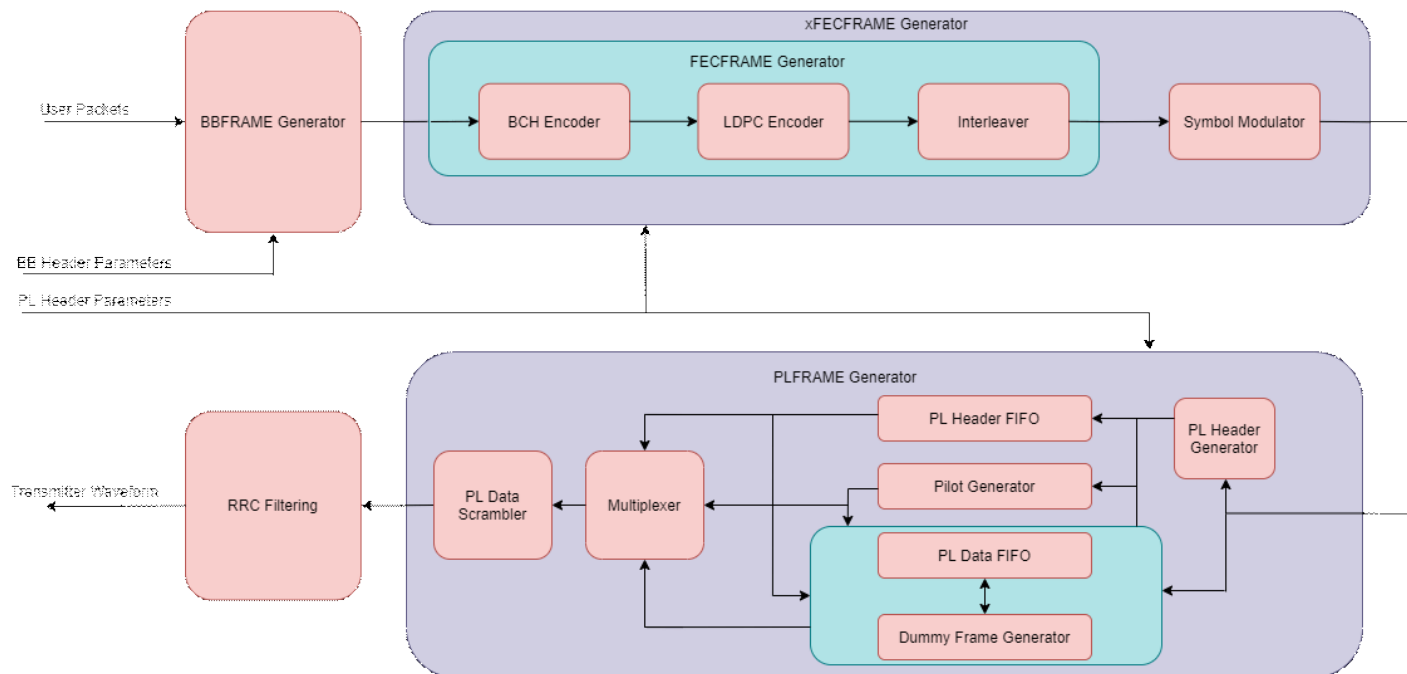 xFECFRAME Generator
FECFRAME Generator
User Packets
BBFRAME Generator
BCH Encoder
LDPC Encoder
Interleaver
Symbol Modulator
BB Header Parameters
PL Header Parameters
PLFRAME Generator
PL Header FIFO
PL Header
Generator
Transmitter Waveform
RRC Filtering
PL Data
Scrambler
Multiplexer
Pilot Generator
PL Data FIFO
Dummy Frame Generator